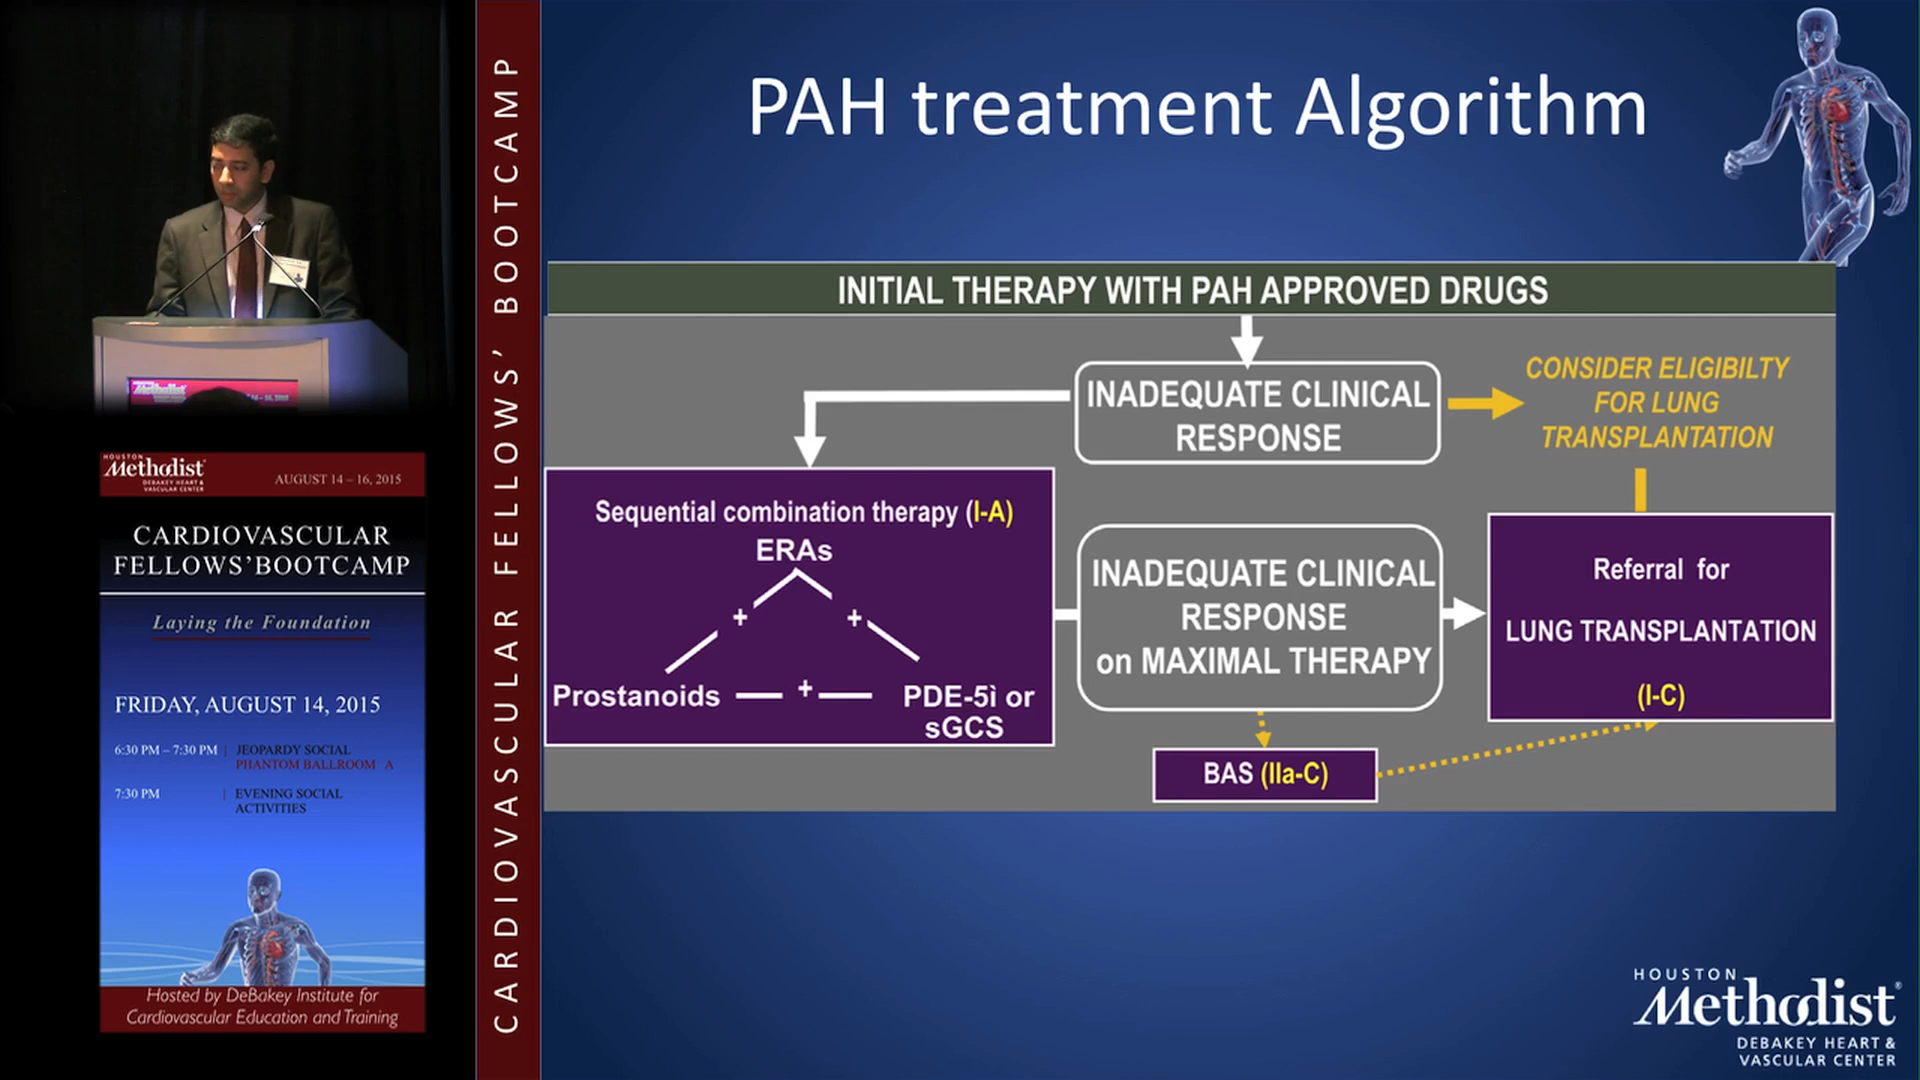 HOUSTON
Methodist
DEBAKEY HEART &
VASCULAR CENTER
AUGUST 14 – 16, 2015
CARDIOVASCULAR
FELLOWS'BOOTCAMP
Laying the Foundation
FRIDAY, AUGUST 14, 2015
6:30 PM – 7:30 PM | JEOPARDY SOCIAL
PHANTOM BALLROOM A
7:30 PM | EVENING SOCIAL
ACTIVITIES
Hosted by DeBakey Institute for
Cardiovascular Education and Training
CARDIOVASCULAR FELLOWS' BOOTCAMP
PAH treatment Algorithm
INITIAL THERAPY WITH PAH APPROVED DRUGS
INADEQUATE CLINICAL
RESPONSE
CONSIDER ELIGIBILTY
FOR LUNG
TRANSPLANTATION
Sequential combination therapy (I-A)
ERAs
+ +
Prostanoids + PDE-5ì or
sGCS
INADEQUATE CLINICAL
RESPONSE
on MAXIMAL THERAPY
Referral for
LUNG TRANSPLANTATION
(I-C)
BAS (IIa-C)
HOUSTON
Methodist®
DEBAKEY HEART &
VASCULAR CENTER